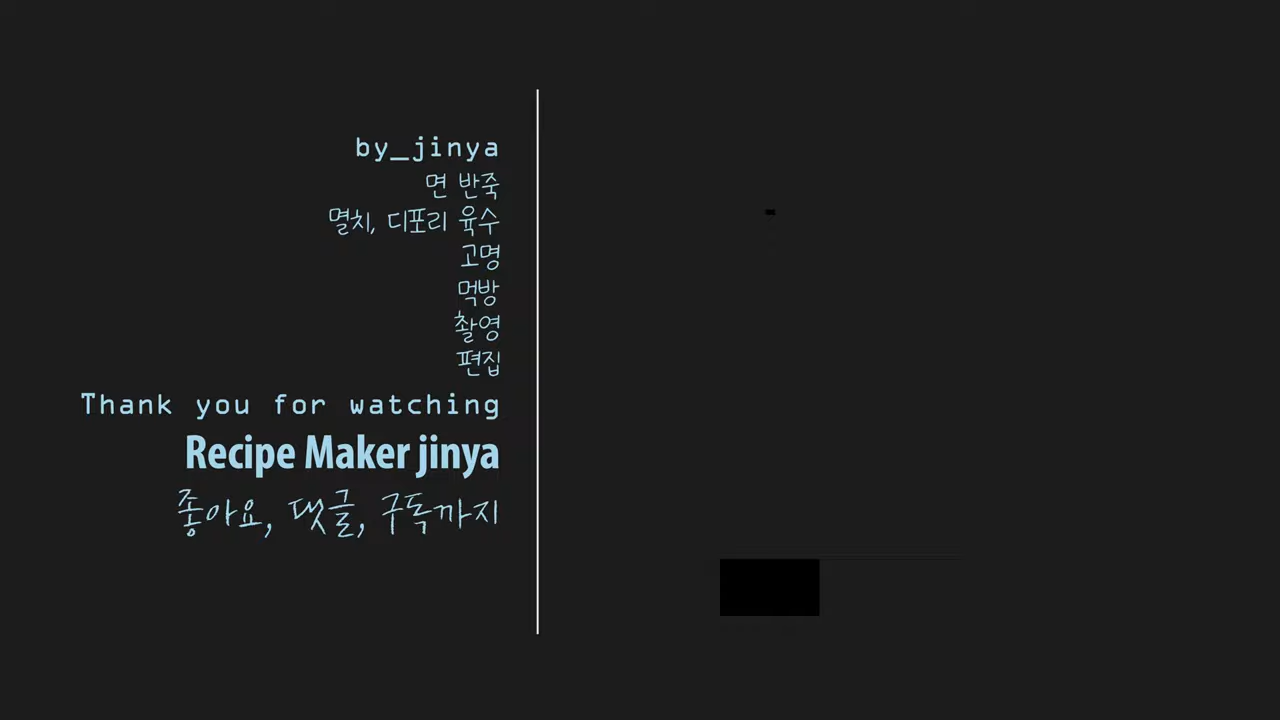 by_jinya
면 반죽
멸치, 디포리 육수
고명
먹방
촬영
편집
Thank you for watching
Recipe Maker jinya
좋아요, 댓글, 구독까지